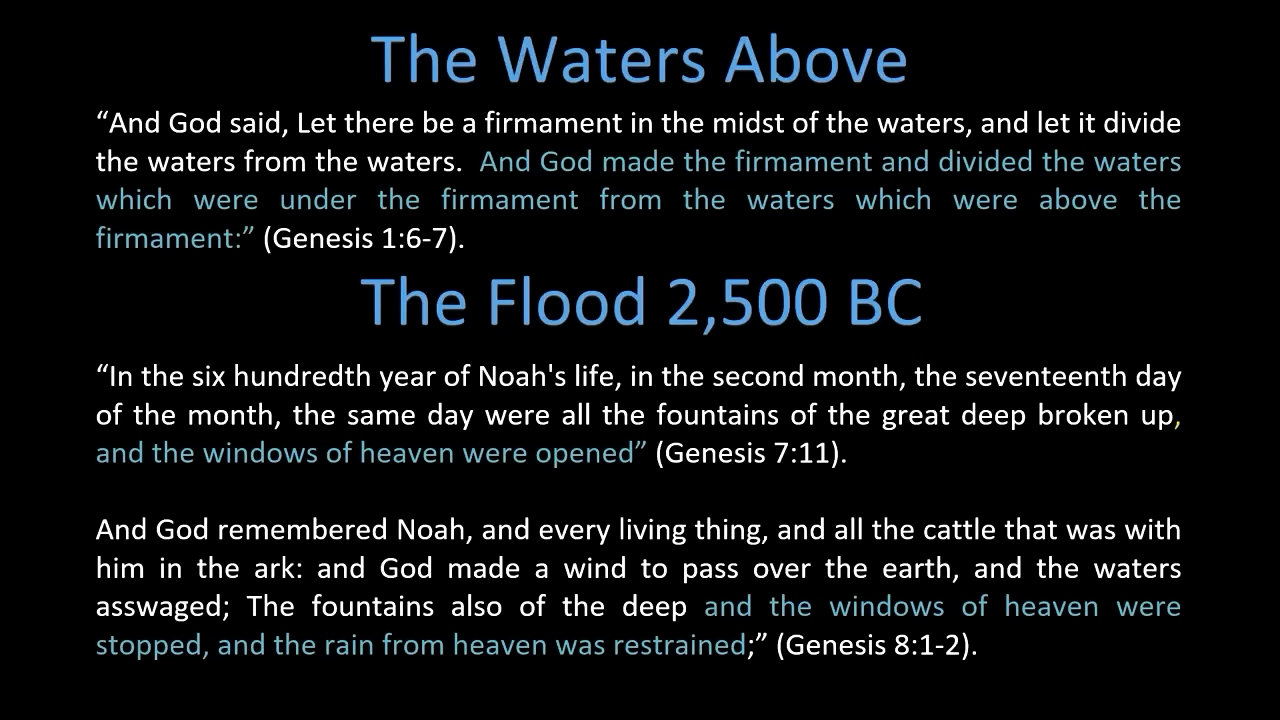 The Waters Above
“And God said, Let there be a firmament in the midst of the waters, and let it divide
the waters from the waters.  And God made the firmament and divided the waters
which were under the firmament from the waters which were above the
firmament:” (Genesis 1:6-7).
The Flood 2,500 BC
“In the six hundredth year of Noah's life, in the second month, the seventeenth day
of the month, the same day were all the fountains of the great deep broken up,
and the windows of heaven were opened” (Genesis 7:11).
And God remembered Noah, and every living thing, and all the cattle that was with
him in the ark: and God made a wind to pass over the earth, and the waters
asswaged; The fountains also of the deep and the windows of heaven were
stopped, and the rain from heaven was restrained;” (Genesis 8:1-2).